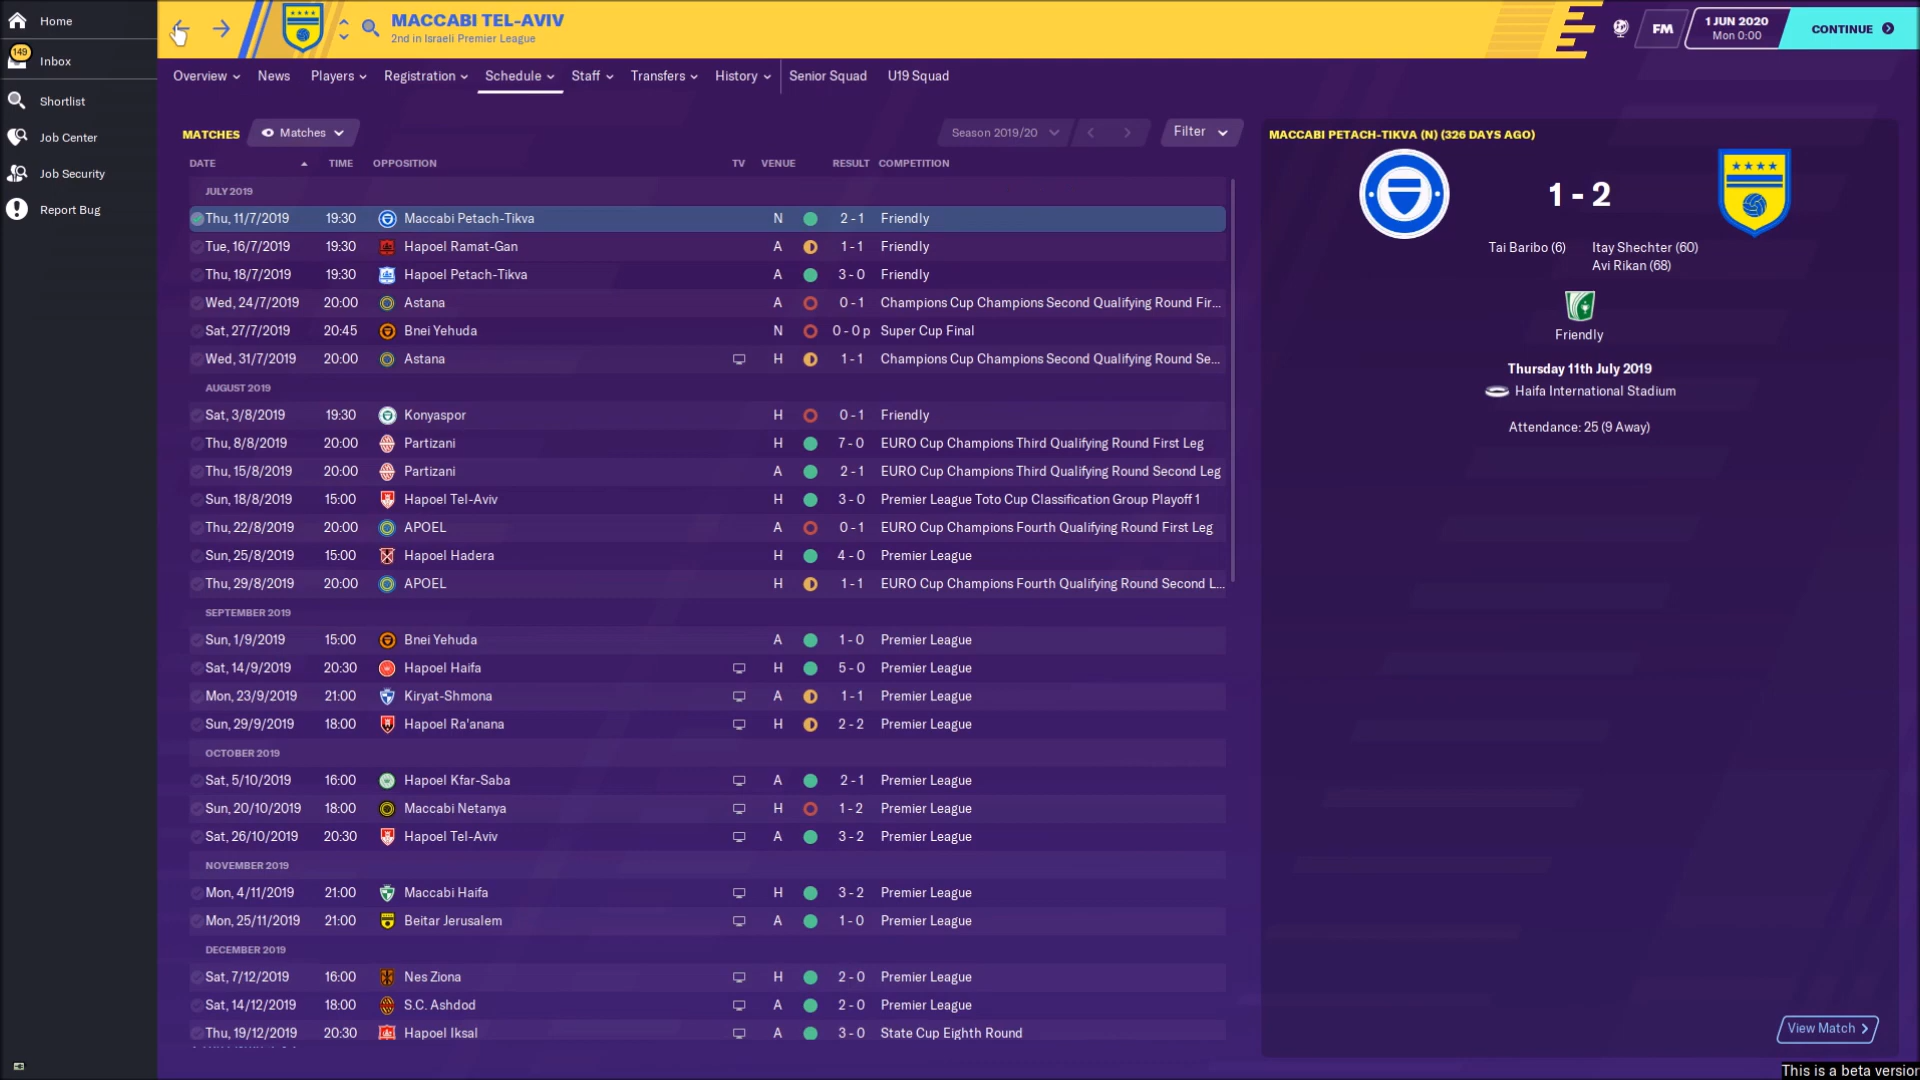 Home
149
Inbox
Shortlist
Job Center
Job Security
Report Bug
MACCABI TEL-AVIV
2nd in Israeli Premier League
FM
1 JUN 2020
Mon 0:00
CONTINUE
Overview News Players Registration Schedule Staff Transfers History Senior Squad U19 Squad
MATCHES Matches Season 2019/20 Filter
DATE TIME OPPOSITION TV VENUE RESULT COMPETITION
JULY 2019
Thu, 11/7/2019 19:30 Maccabi Petach-Tikva N 2 - 1 Friendly
Tue, 16/7/2019 19:30 Hapoel Ramat-Gan A 1 - 1 Friendly
Thu, 18/7/2019 19:30 Hapoel Petach-Tikva A 3 - 0 Friendly
Wed, 24/7/2019 20:00 Astana A 0 - 1 Champions Cup Champions Second Qualifying Round Fir...
Sat, 27/7/2019 20:45 Bnei Yehuda N 0 - 0 p Super Cup Final
Wed, 31/7/2019 20:00 Astana H 1 - 1 Champions Cup Champions Second Qualifying Round Se...
AUGUST 2019
Sat, 3/8/2019 19:30 Konyaspor H 0 - 1 Friendly
Thu, 8/8/2019 20:00 Partizani H 7 - 0 EURO Cup Champions Third Qualifying Round First Leg
Thu, 15/8/2019 20:00 Partizani A 2 - 1 EURO Cup Champions Third Qualifying Round Second Leg
Sun, 18/8/2019 15:00 Hapoel Tel-Aviv H 3 - 0 Premier League Toto Cup Classification Group Playoff 1
Thu, 22/8/2019 20:00 APOEL A 0 - 1 EURO Cup Champions Fourth Qualifying Round First Leg
Sun, 25/8/2019 15:00 Hapoel Hadera H 4 - 0 Premier League
Thu, 29/8/2019 20:00 APOEL H 1 - 1 EURO Cup Champions Fourth Qualifying Round Second L...
SEPTEMBER 2019
Sun, 1/9/2019 15:00 Bnei Yehuda A 1 - 0 Premier League
Sat, 14/9/2019 20:30 Hapoel Haifa H 5 - 0 Premier League
Mon, 23/9/2019 21:00 Kiryat-Shmona A 1 - 1 Premier League
Sun, 29/9/2019 18:00 Hapoel Ra'anana H 2 - 2 Premier League
OCTOBER 2019
Sat, 5/10/2019 16:00 Hapoel Kfar-Saba A 2 - 1 Premier League
Sun, 20/10/2019 18:00 Maccabi Netanya H 1 - 2 Premier League
Sat, 26/10/2019 20:30 Hapoel Tel-Aviv A 3 - 2 Premier League
NOVEMBER 2019
Mon, 4/11/2019 21:00 Maccabi Haifa H 3 - 2 Premier League
Mon, 25/11/2019 21:00 Beitar Jerusalem A 1 - 0 Premier League
DECEMBER 2019
Sat, 7/12/2019 16:00 Nes Ziona H 2 - 0 Premier League
Sat, 14/12/2019 18:00 S.C. Ashdod A 2 - 0 Premier League
Thu, 19/12/2019 20:30 Hapoel Iksal A 3 - 0 State Cup Eighth Round
MACCABI PETACH-TIKVA (N) (326 DAYS AGO)
1 - 2
Tai Baribo (6) Itay Shechter (60)
Avi Rikan (68)
Friendly
Thursday 11th July 2019
Haifa International Stadium
Attendance: 25 (9 Away)
View Match
This is a beta version